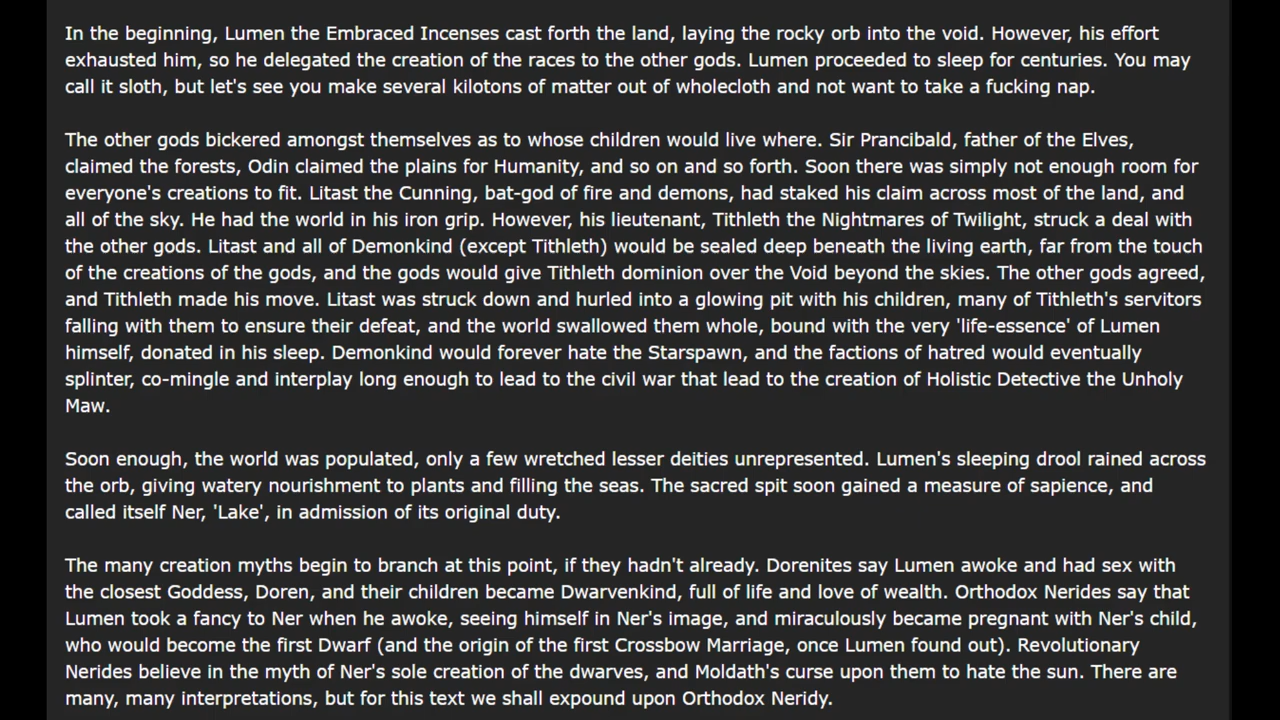 In the beginning, Lumen the Embraced Incenses cast forth the land, laying the rocky orb into the void. However, his effort
exhausted him, so he delegated the creation of the races to the other gods. Lumen proceeded to sleep for centuries. You may
call it sloth, but let's see you make several kilotons of matter out of wholecloth and not want to take a fucking nap.
The other gods bickered amongst themselves as to whose children would live where. Sir Prancibald, father of the Elves,
claimed the forests, Odin claimed the plains for Humanity, and so on and so forth. Soon there was simply not enough room for
everyone's creations to fit. Litast the Cunning, bat-god of fire and demons, had staked his claim across most of the land, and
all of the sky. He had the world in his iron grip. However, his lieutenant, Tithleth the Nightmares of Twilight, struck a deal with
the other gods. Litast and all of Demonkind (except Tithleth) would be sealed deep beneath the living earth, far from the touch
of the creations of the gods, and the gods would give Tithleth dominion over the Void beyond the skies. The other gods agreed,
and Tithleth made his move. Litast was struck down and hurled into a glowing pit with his children, many of Tithleth's servitors
falling with them to ensure their defeat, and the world swallowed them whole, bound with the very 'life-essence' of Lumen
himself, donated in his sleep. Demonkind would forever hate the Starspawn, and the factions of hatred would eventually
splinter, co-mingle and interplay long enough to lead to the civil war that lead to the creation of Holistic Detective the Unholy
Maw.
Soon enough, the world was populated, only a few wretched lesser deities unrepresented. Lumen's sleeping drool rained across
the orb, giving watery nourishment to plants and filling the seas. The sacred spit soon gained a measure of sapience, and
called itself Ner, 'Lake', in admission of its original duty.
The many creation myths begin to branch at this point, if they hadn't already. Dorenites say Lumen awoke and had sex with
the closest Goddess, Doren, and their children became Dwarvenkind, full of life and love of wealth. Orthodox Nerides say that
Lumen took a fancy to Ner when he awoke, seeing himself in Ner's image, and miraculously became pregnant with Ner's child,
who would become the first Dwarf (and the origin of the first Crossbow Marriage, once Lumen found out). Revolutionary
Nerides believe in the myth of Ner's sole creation of the dwarves, and Moldath's curse upon them to hate the sun. There are
many, many interpretations, but for this text we shall expound upon Orthodox Neridy.